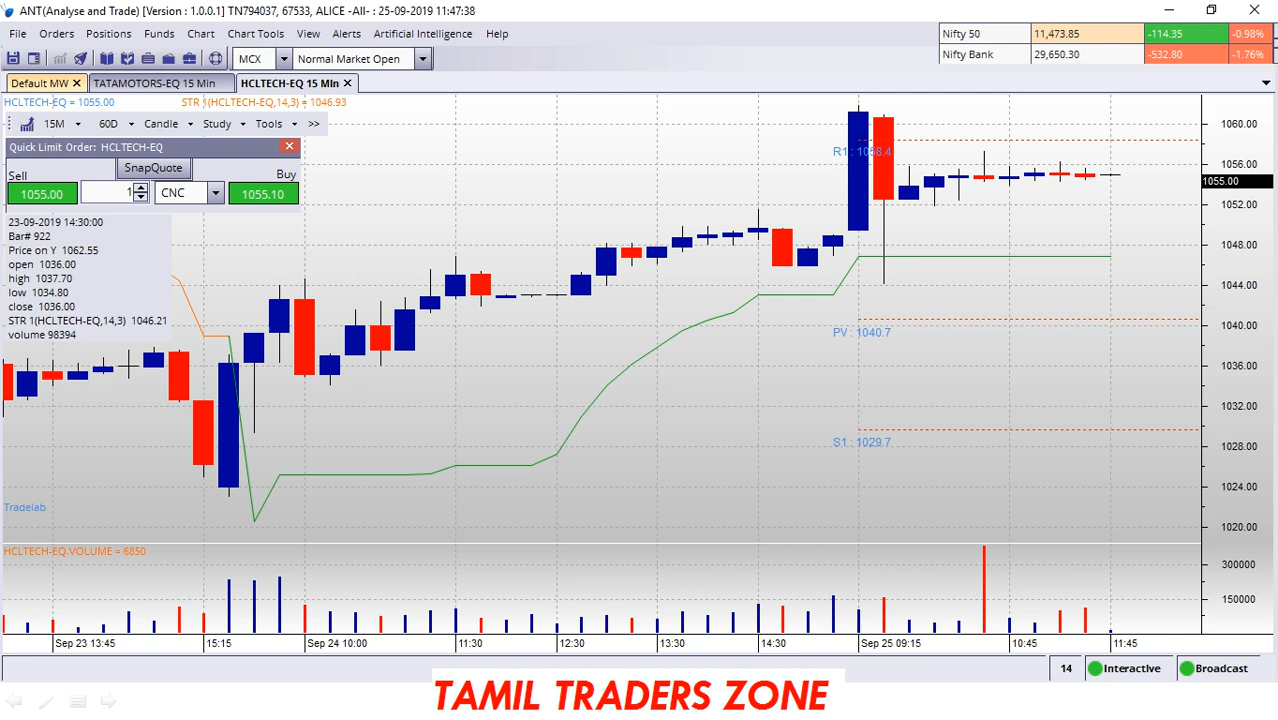 ANT(Analyse and Trade) [Version : 1.0.0.1] TN794037, 67533, ALICE -All- : 25-09-2019 11:47:38
File Orders Positions Funds Chart Chart Tools View Alerts Artificial Intelligence Help
Nifty 50 11,473.85 -114.35 -0.98%
Nifty Bank 29,650.30 -532.80 -1.76%
MCX Normal Market Open
Default MW TATAMOTORS-EQ 15 Min HCLTECH-EQ 15 Min
HCLTECH-EQ = 1055.00 STR 1(HCLTECH-EQ,14,3) = 1046.93
15M 60D Candle Study Tools >>
Quick Limit Order: HCLTECH-EQ
SnapQuote
Sell Buy
1055.00 1 CNC 1055.10
23-09-2019 14:30:00
Bar# 922
Price on Y 1062.55
open 1036.00
high 1037.70
low 1034.80
close 1036.00
STR 1(HCLTECH-EQ,14,3) 1046.21
volume 98394
R1 : 1058.4
PV : 1040.7
S1 : 1029.7
1060.00
1056.00
1055.00
1052.00
1048.00
1044.00
1040.00
1036.00
1032.00
1028.00
1024.00
1020.00
Tradelab
HCLTECH-EQ.VOLUME = 6850
300000
150000
Sep 23 13:45 15:15 Sep 24 10:00 11:30 12:30 13:30 14:30 Sep 25 09:15 10:45 11:45
14 Interactive Broadcast
TAMIL TRADERS ZONE